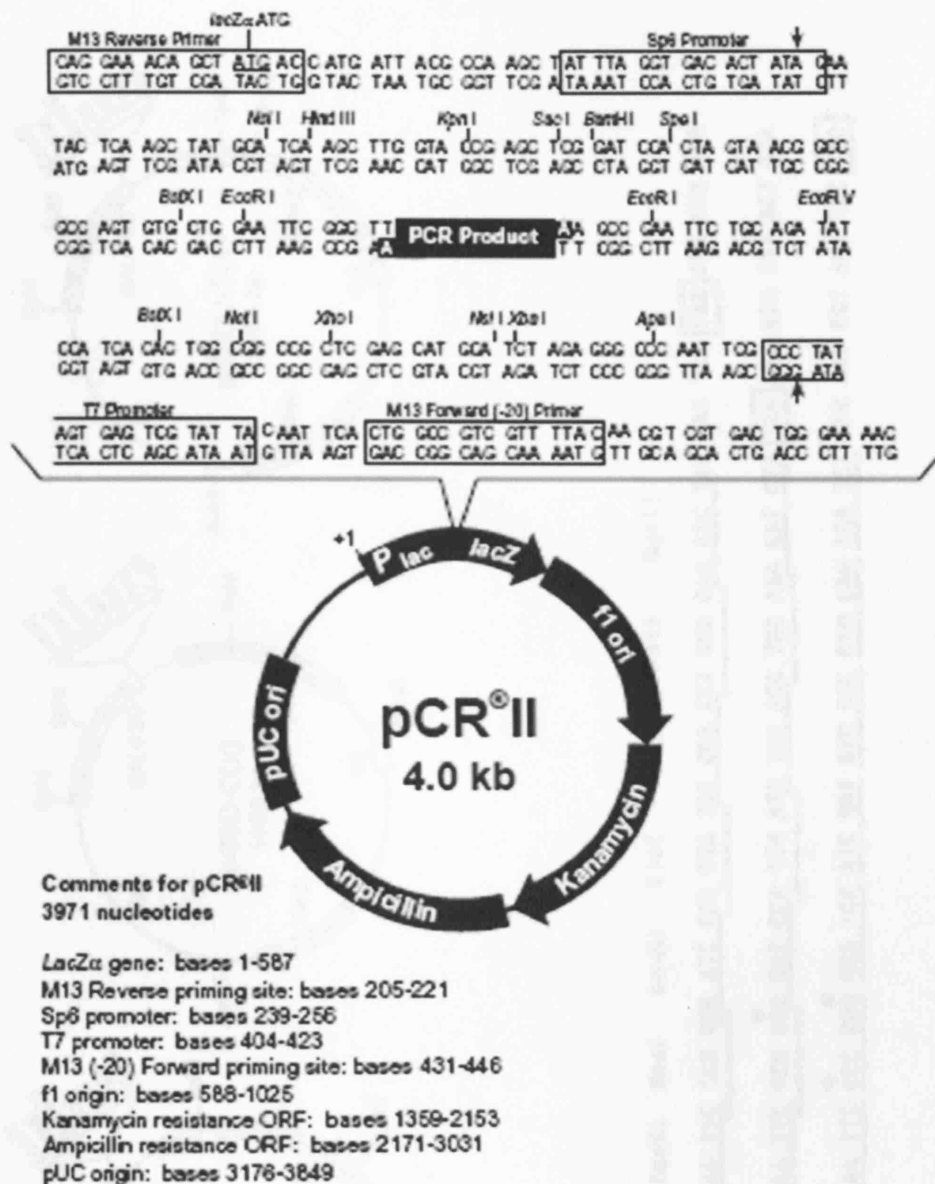 lacZα ATG
M13 Reverse Primer
Sp6 Promoter
CAG GAA ACA GCT ATG AC C ATG ATT ACG CCA AGC T AT TTA GGT GAC ACT ATA G AA
GTC CTT TGT CGA TAC TG G TAC TAA TGC GGT TCG A TA AAT CCA CTG TGA TAT C TT
Nsi I Hind III Kpn I Sac I BamH I Spe I
TAC TCA AGC TAT GCA TCA AGC TTG GTA CCG AGC TCG GAT CCA CTA GTA ACG GCC
ATG AGT TCG ATA CGT AGT TCG AAC CAT GGC TCG AGC CTA GGT GAT CAT TGC CGG
BstX I EcoR I EcoR I EcoR V
GCC AGT GTG CTG GAA TTC GGC TT PCR Product AA GCC GAA TTC TGC AGA TAT
CGG TCA CAC GAC CTT AAG CCG AA TT CGG CTT AAG ACG TCT ATA
BstX I Not I Xho I Nsi I Xba I Apa I
CCA TCA CAC TGG CGG CCG CTC GAG CAT GCA TCT AGA GGG CCC AAT TCG CCC TAT
GGT AGT GTG ACC GCC GGC GAG CTC GTA CGT AGA TCT CCC GGG TTA AGC GGG ATA
T7 Promoter
M13 Forward (-20) Primer
AGT GAG TCG TAT TA C AAT TCA CTG GCC GTC GTT TTA C AA CGT CGT GAC TGG GAA AAC
TCA CTC AGC ATA AT G TTA AGT GAC CGG CAG CAA AAT G TT GCA GCA CTG ACC CTT TTG
+1
P lac lacZ
f1 ori
pUC ori
pCR®II
4.0 kb
Kanamycin
Ampicillin
Comments for pCR®II
3971 nucleotides
LacZα gene: bases 1-587
M13 Reverse priming site: bases 205-221
Sp6 promoter: bases 239-256
T7 promoter: bases 404-423
M13 (-20) Forward priming site: bases 431-446
f1 origin: bases 588-1025
Kanamycin resistance ORF: bases 1359-2153
Ampicillin resistance ORF: bases 2171-3031
pUC origin: bases 3176-3849